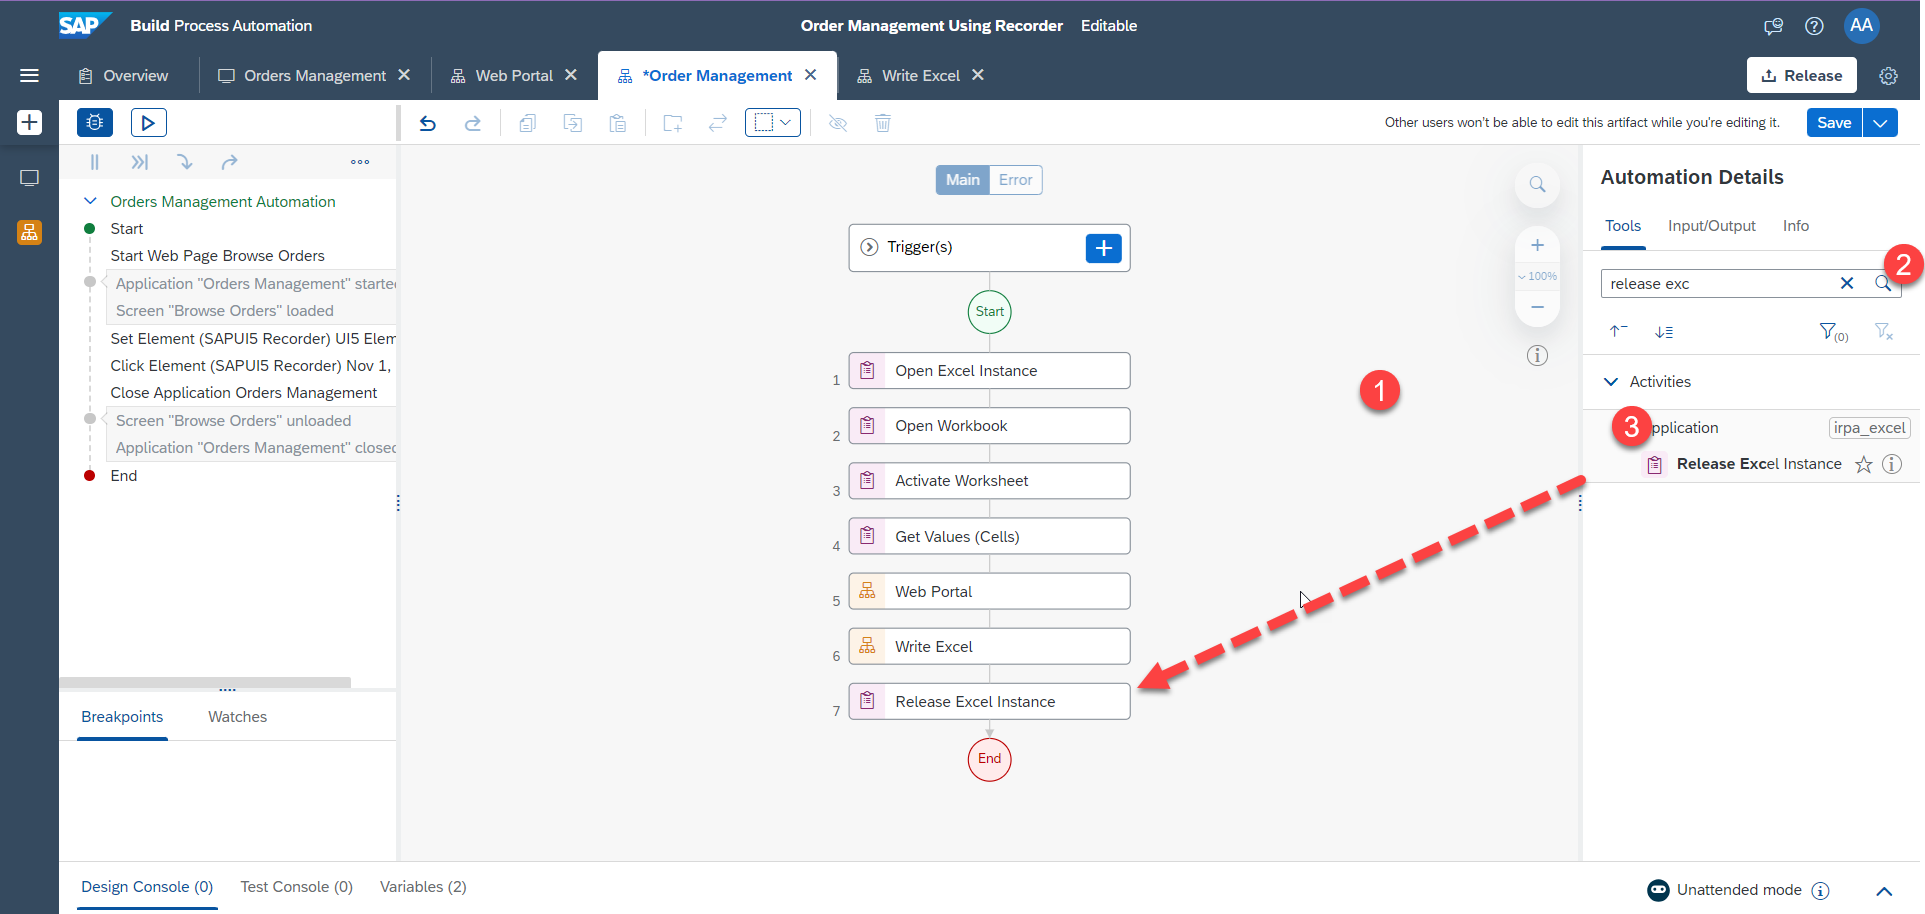 SAP Build Process Automation
Order Management Using Recorder Editable
AA
Overview
Orders Management
Web Portal
*Order Management
Write Excel
Release
Other users won't be able to edit this artifact while you're editing it.
Save
Orders Management Automation
Start
Start Web Page Browse Orders
Application "Orders Management" starte
Screen "Browse Orders" loaded
Set Element (SAPUI5 Recorder) UI5 Elem
Click Element (SAPUI5 Recorder) Nov 1,
Close Application Orders Management
Screen "Browse Orders" unloaded
Application "Orders Management" closed
End
Breakpoints
Watches
Main Error
Trigger(s)
Start
1 Open Excel Instance
2 Open Workbook
3 Activate Worksheet
4 Get Values (Cells)
5 Web Portal
6 Write Excel
7 Release Excel Instance
End
100%
1
Automation Details
Tools Input/Output Info
2
release exc
(0)
Activities
3 pplication irpa_excel
Release Excel Instance
Design Console (0) Test Console (0) Variables (2)
Unattended mode